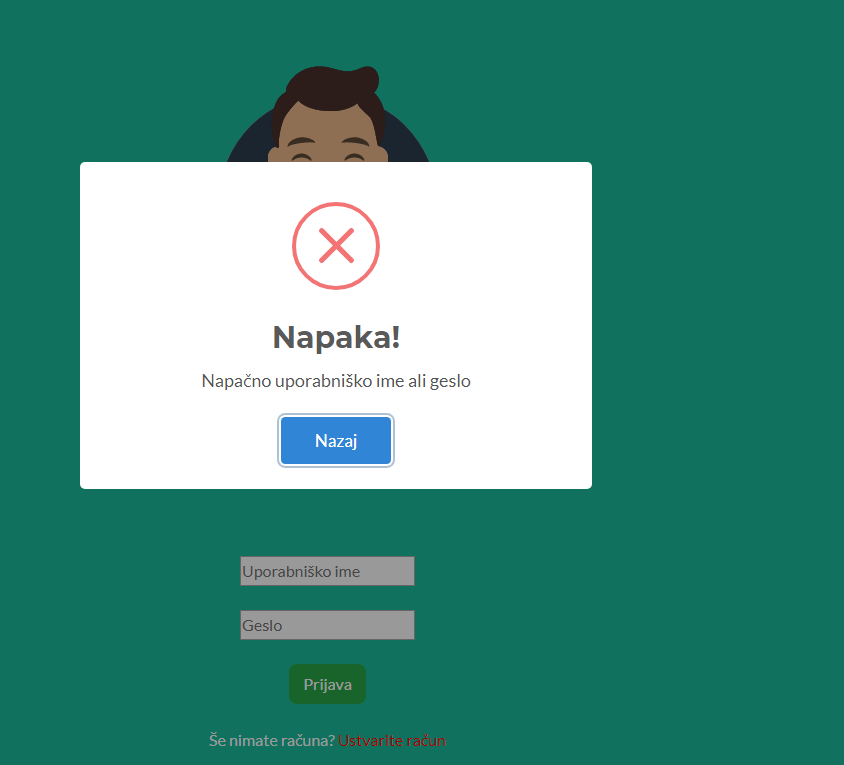 Napaka!
Napačno uporabniško ime ali geslo
Nazaj
Uporabniško ime
Geslo
Prijava
Še nimate računa? Ustvarite račun